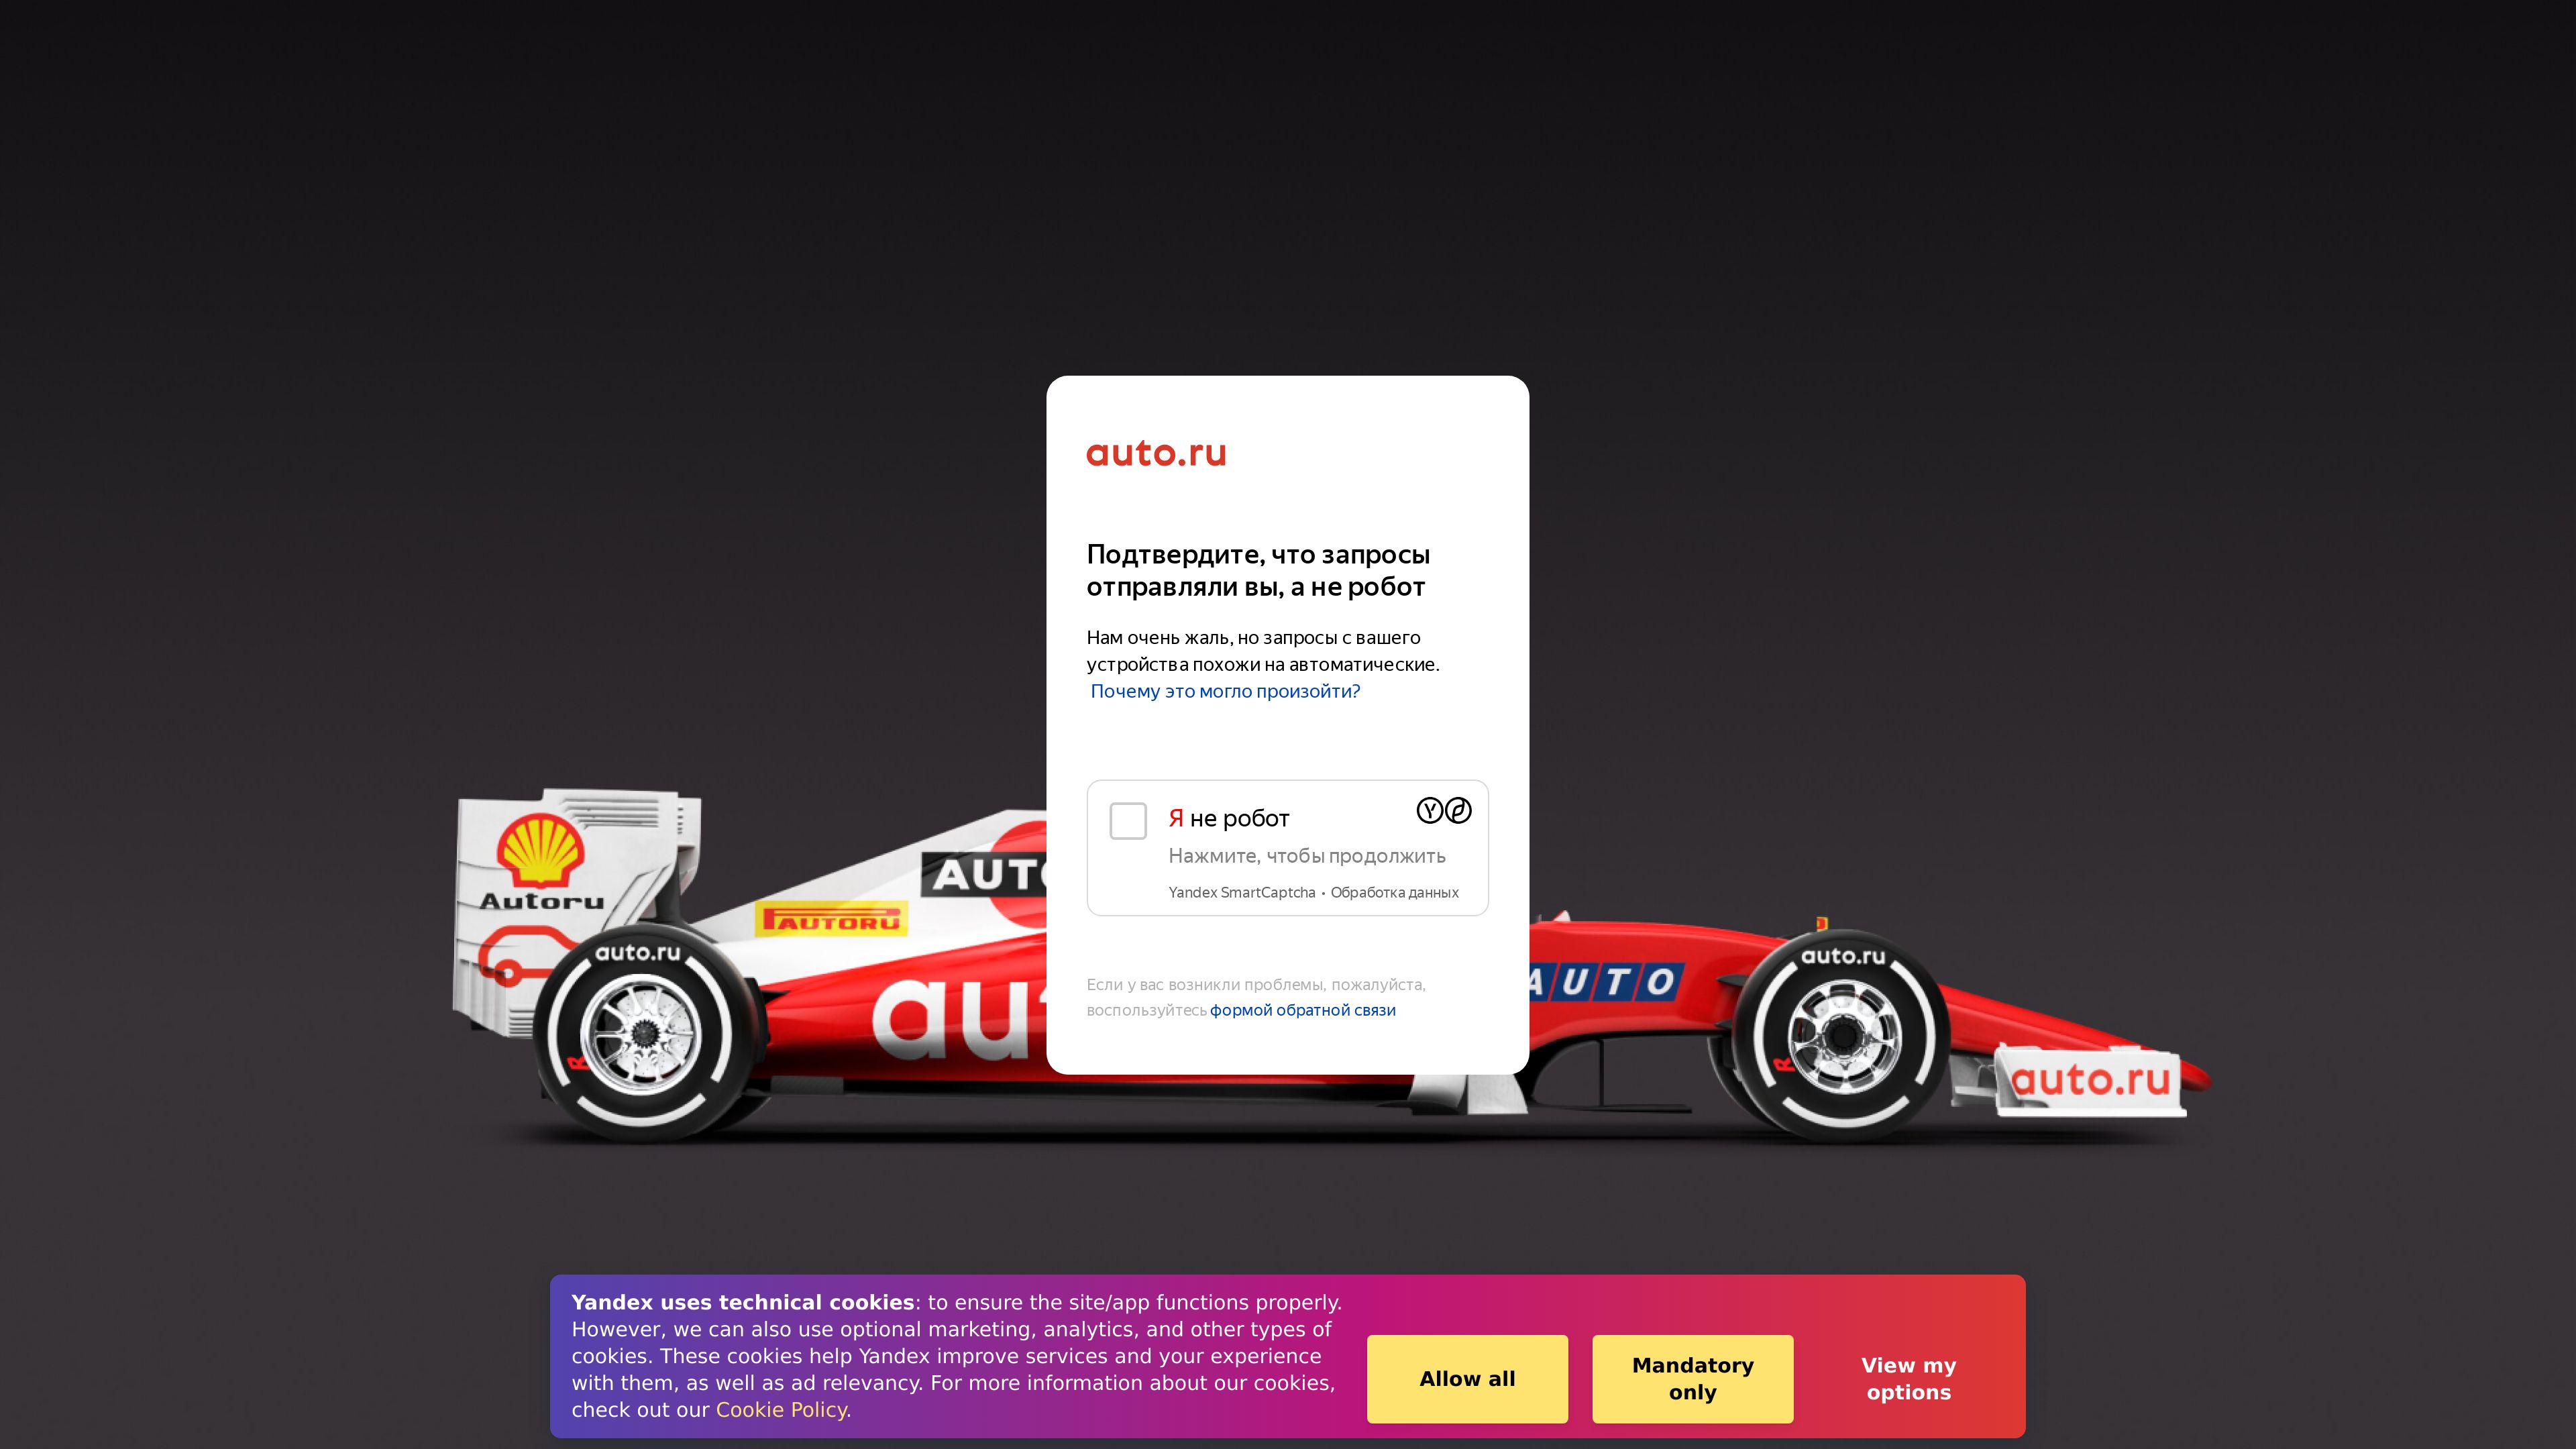 auto.ru
Подтвердите, что запросы
отправляли вы, а не робот
Нам очень жаль, но запросы с вашего
устройства похожи на автоматические.
Почему это могло произойти?
Я не робот
Нажмите, чтобы продолжить
Yandex SmartCaptcha • Обработка данных
Если у вас возникли проблемы, пожалуйста,
воспользуйтесь формой обратной связи
Autoru
AUTORU
auto.ru
AUTO
auto.ru
auto.ru
Yandex uses technical cookies: to ensure the site/app functions properly.
However, we can also use optional marketing, analytics, and other types of
cookies. These cookies help Yandex improve services and your experience
with them, as well as ad relevancy. For more information about our cookies,
check out our Cookie Policy.
Allow all
Mandatory
only
View my
options